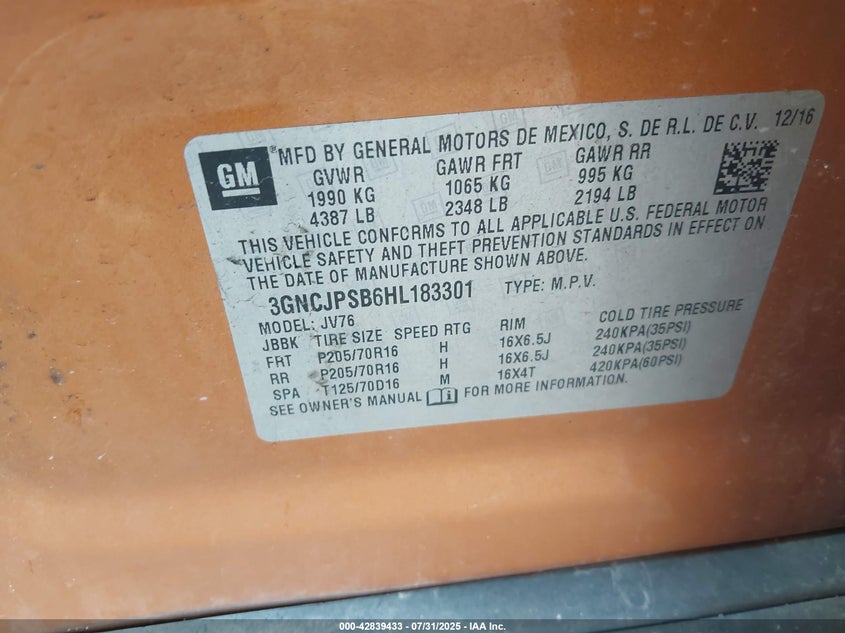 GM
® MFD BY GENERAL MOTORS DE MEXICO, S. DE R.L. DE C.V. 12/16
GVWR GAWR FRT GAWR RR
1990 KG 1065 KG 995 KG
4387 LB 2348 LB 2194 LB
THIS VEHICLE CONFORMS TO ALL APPLICABLE U.S. FEDERAL MOTOR
VEHICLE SAFETY AND THEFT PREVENTION STANDARDS IN EFFECT ON
THE DATE OF MANUFACTURE SHOWN ABOVE.
3GNCJPSB6HL183301 TYPE: M.P.V.
MODEL: JV76
JBBK TIRE SIZE SPEED RTG RIM COLD TIRE PRESSURE
FRT P205/70R16 H 16X6.5J 240KPA(35PSI)
RR P205/70R16 H 16X6.5J 240KPA(35PSI)
SPA T125/70D16 M 16X4T 420KPA(60PSI)
SEE OWNER'S MANUAL FOR MORE INFORMATION.
000-42839433 - 07/31/2025 - IAA Inc.